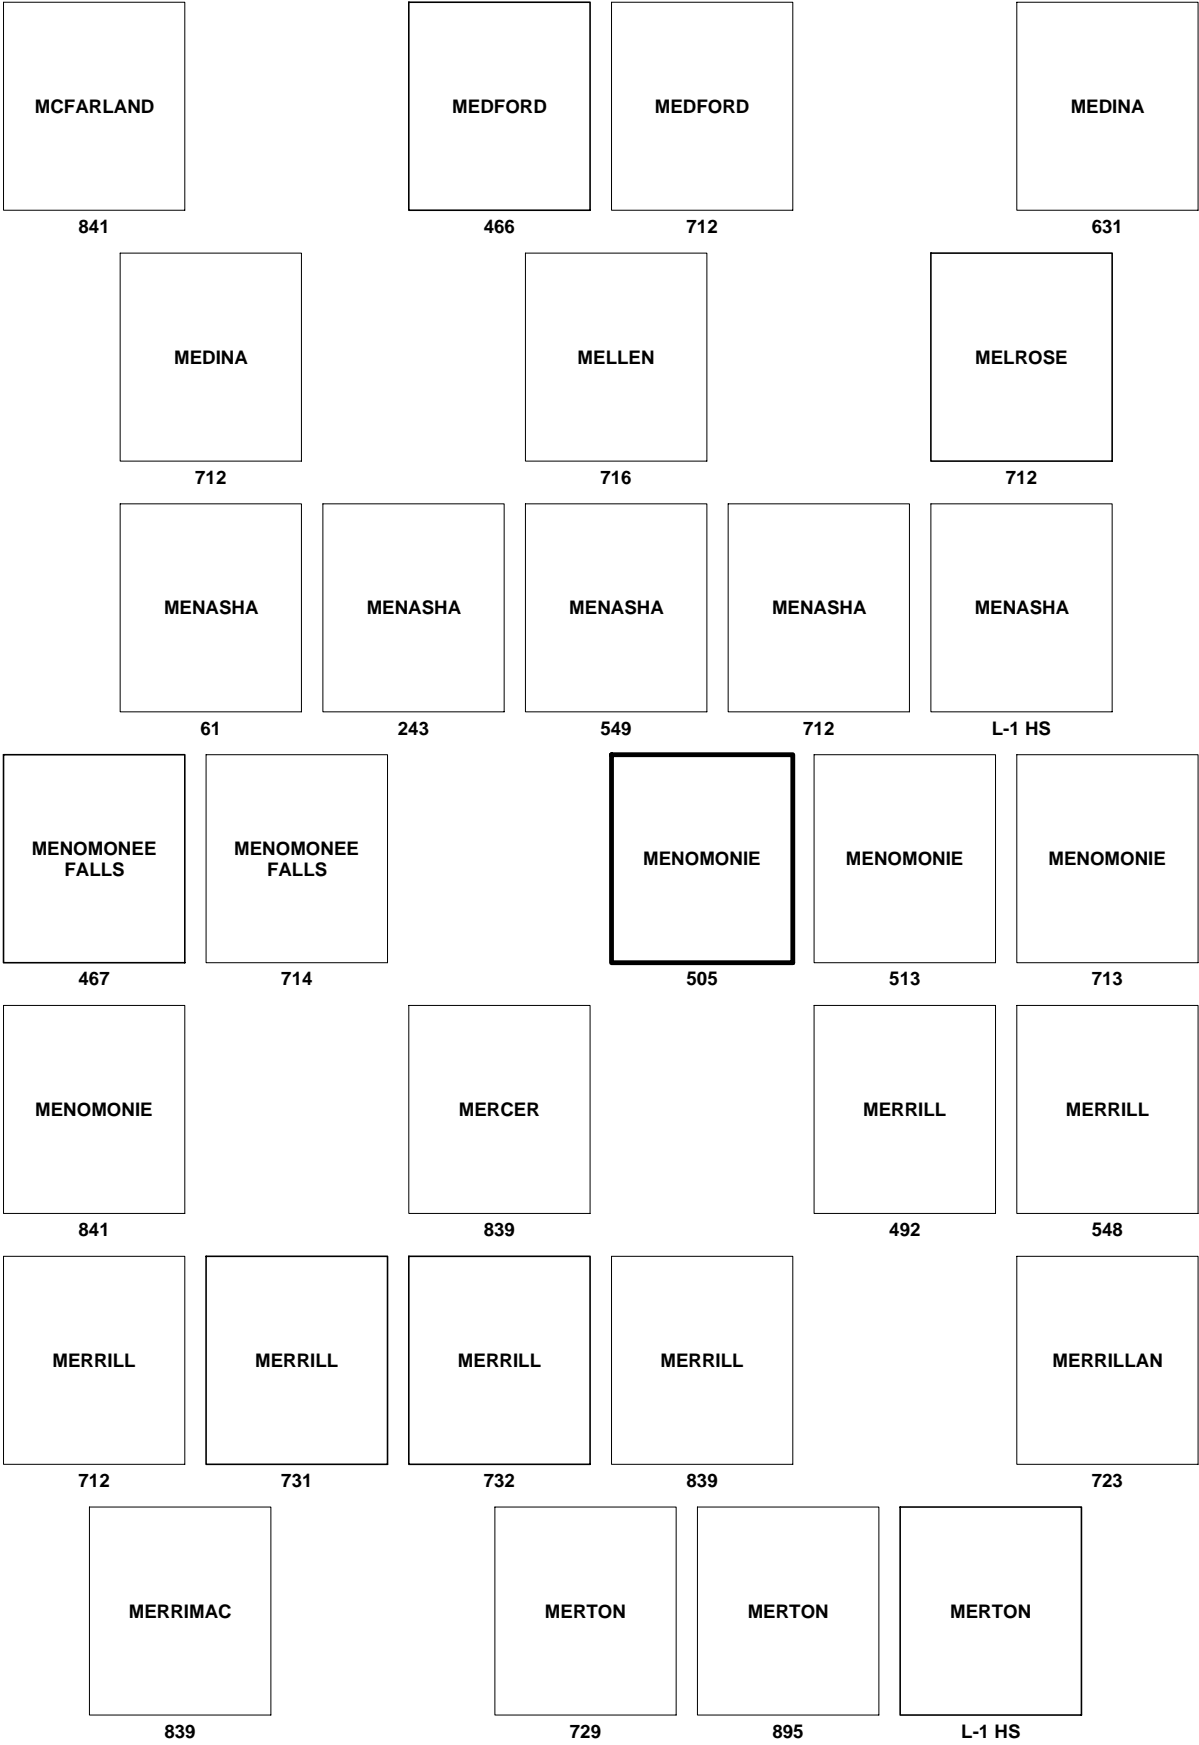 MCFARLAND
MEDFORD
MEDFORD
MEDINA
841
466
712
631
MEDINA
MELLEN
MELROSE
712
716
712
MENASHA
MENASHA
MENASHA
MENASHA
MENASHA
61
243
549
712
L-1 HS
MENOMONEE
FALLS
MENOMONEE
FALLS
MENOMONIE
MENOMONIE
MENOMONIE
467
714
505
513
713
MENOMONIE
MERCER
MERRILL
MERRILL
841
839
492
548
MERRILL
MERRILL
MERRILL
MERRILL
MERRILLAN
712
731
732
839
723
MERRIMAC
MERTON
MERTON
MERTON
839
729
895
L-1 HS